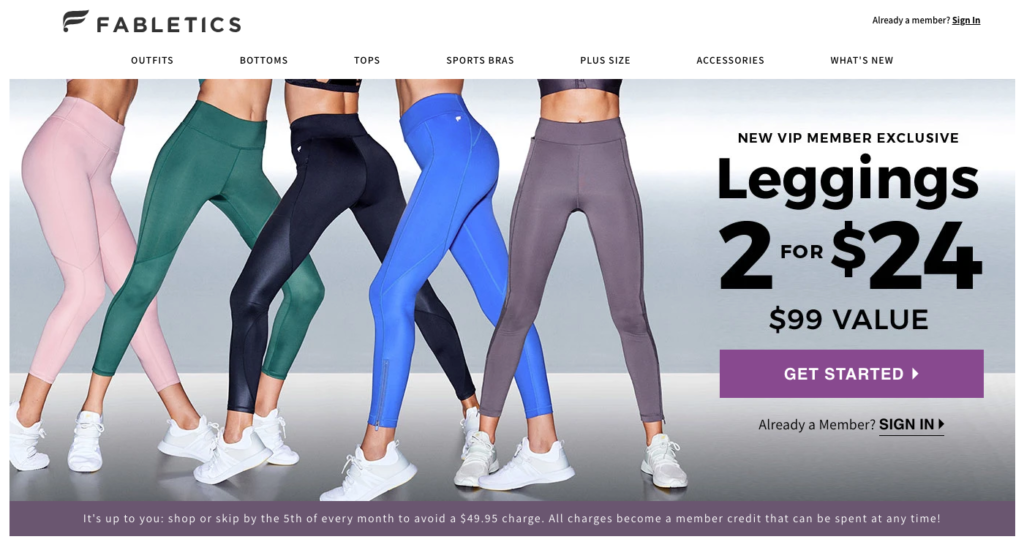 FABLETICS
Already a member? Sign In
OUTFITS BOTTOMS TOPS SPORTS BRAS PLUS SIZE ACCESSORIES WHAT'S NEW
NEW VIP MEMBER EXCLUSIVE
Leggings
2 FOR $24
$99 VALUE
GET STARTED
Already a Member? SIGN IN
It's up to you: shop or skip by the 5th of every month to avoid a $49.95 charge. All charges become a member credit that can be spent at any time!